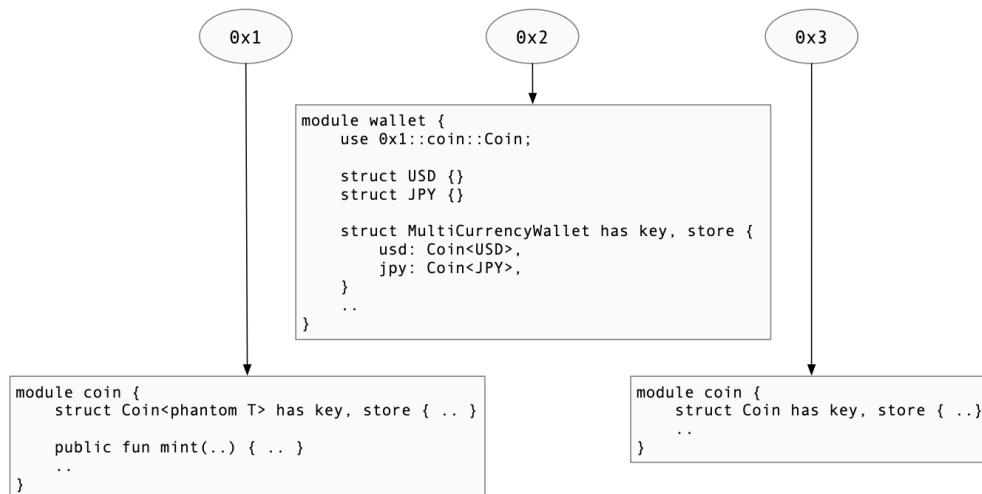 0x1
0x2
0x3
module wallet {
    use 0x1::coin::Coin;
    struct USD {}
    struct JPY {}
    struct MultiCurrencyWallet has key, store {
        usd: Coin<USD>,
        jpy: Coin<JPY>,
    }
    ..
}
module coin {
    struct Coin<phantom T> has key, store { .. }
    public fun mint(..) { .. }
    ..
}
module coin {
    struct Coin has key, store { ..}
    ..
}